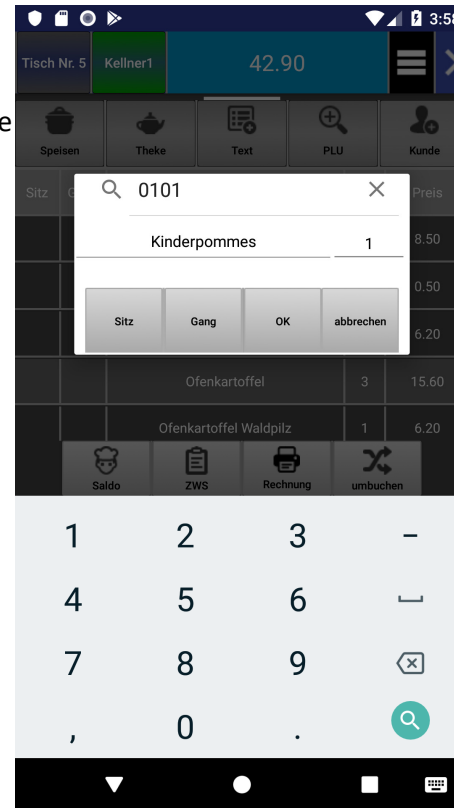 3:58
Tisch Nr. 5 Kellner1 42.90
e
Speisen Theke Text PLU Kunde
Sitz Preis
0101
8.50
Kinderpommes 1
0.50
Sitz Gang OK abbrechen
6.20
Ofenkartoffel 3 15.60
Ofenkartoffel Waldpilz 1 6.20
Saldo ZWS Rechnung umbuchen
1 2 3 -
4 5 6
7 8 9
, 0 .